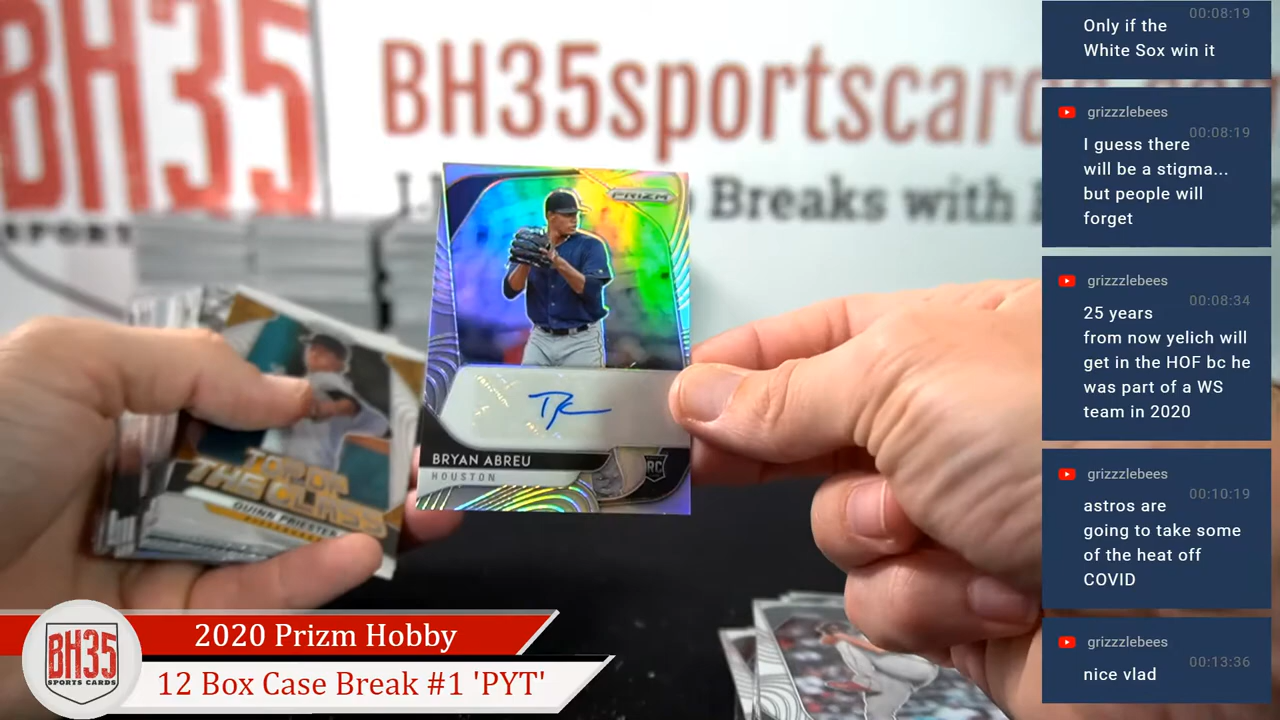 BH35
SPORTS
BH35sportscard
Breaks with
PRIZM
BRYAN ABREU
HOUSTON
RC
TOP OF
THE CLASS
QUINN PRIESTER
2020 Prizm Hobby
12 Box Case Break #1 'PYT'
BH35
SPORTS CARDS
00:08:19
Only if the
White Sox win it
grizzzlebees
00:08:19
I guess there
will be a stigma...
but people will
forget
grizzzlebees
00:08:34
25 years
from now yelich will
get in the HOF bc he
was part of a WS
team in 2020
grizzzlebees
00:10:19
astros are
going to take some
of the heat off
COVID
grizzzlebees
00:13:36
nice vlad